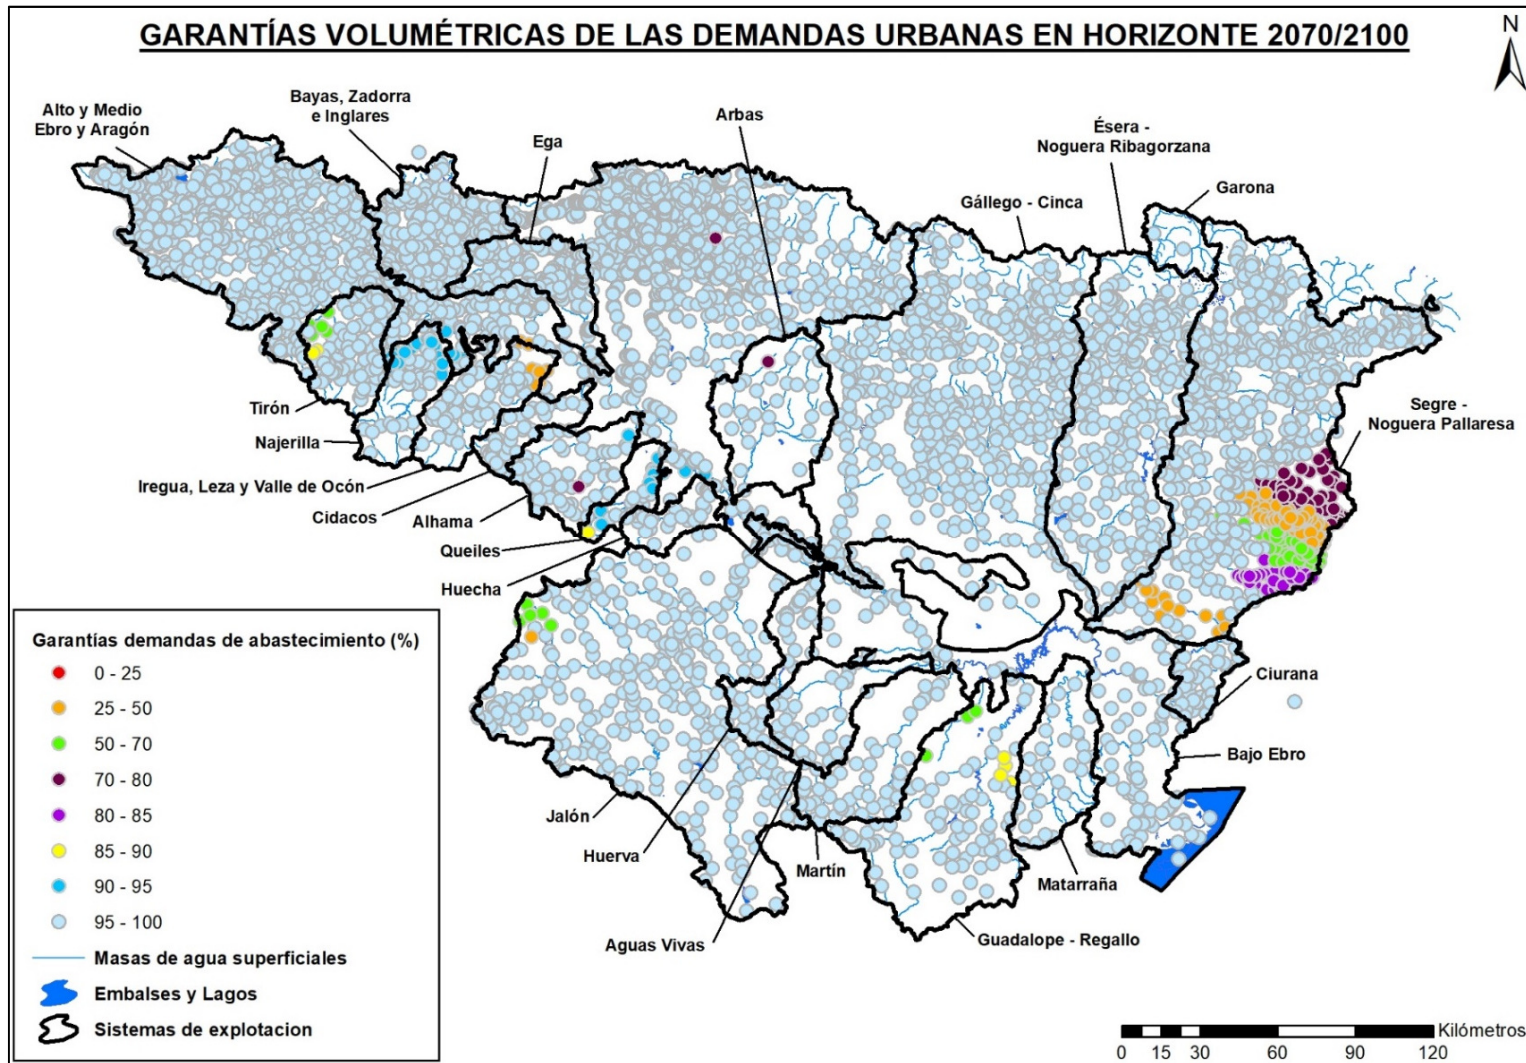 GARANTÍAS VOLUMÉTRICAS DE LAS DEMANDAS URBANAS EN HORIZONTE 2070/2100
N
Alto y Medio
Ebro y Aragón
Bayas, Zadorra
e Inglares
Ega
Arbas
Ésera -
Noguera Ribagorzana
Garona
Gállego - Cinca
Segre -
Noguera Pallaresa
Tirón
Najerilla
Iregua, Leza y Valle de Ocón
Cidacos
Alhama
Queiles
Huecha
Ciurana
Bajo Ebro
Jalón
Huerva
Martín
Matarraña
Aguas Vivas
Guadalope - Regallo
Garantías demandas de abastecimiento (%)
0 - 25
25 - 50
50 - 70
70 - 80
80 - 85
85 - 90
90 - 95
95 - 100
Masas de agua superficiales
Embalses y Lagos
Sistemas de explotacion
Kilómetros
0 15 30 60 90 120